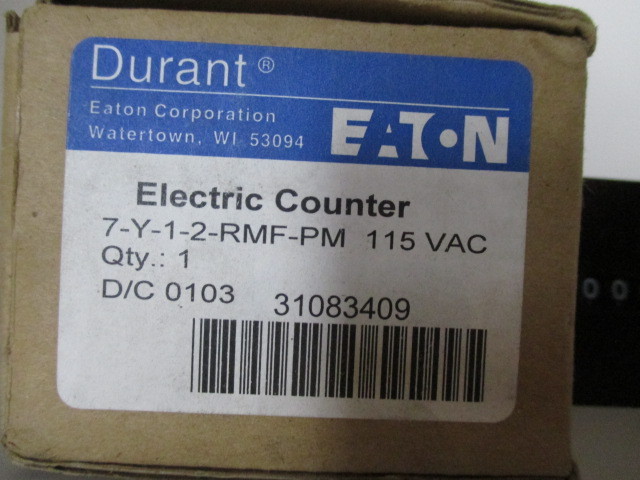 Durant®
Eaton Corporation
Watertown, WI 53094
EATON
Electric Counter
7-Y-1-2-RMF-PM 115 VAC
Qty.: 1
D/C 0103 31083409
00